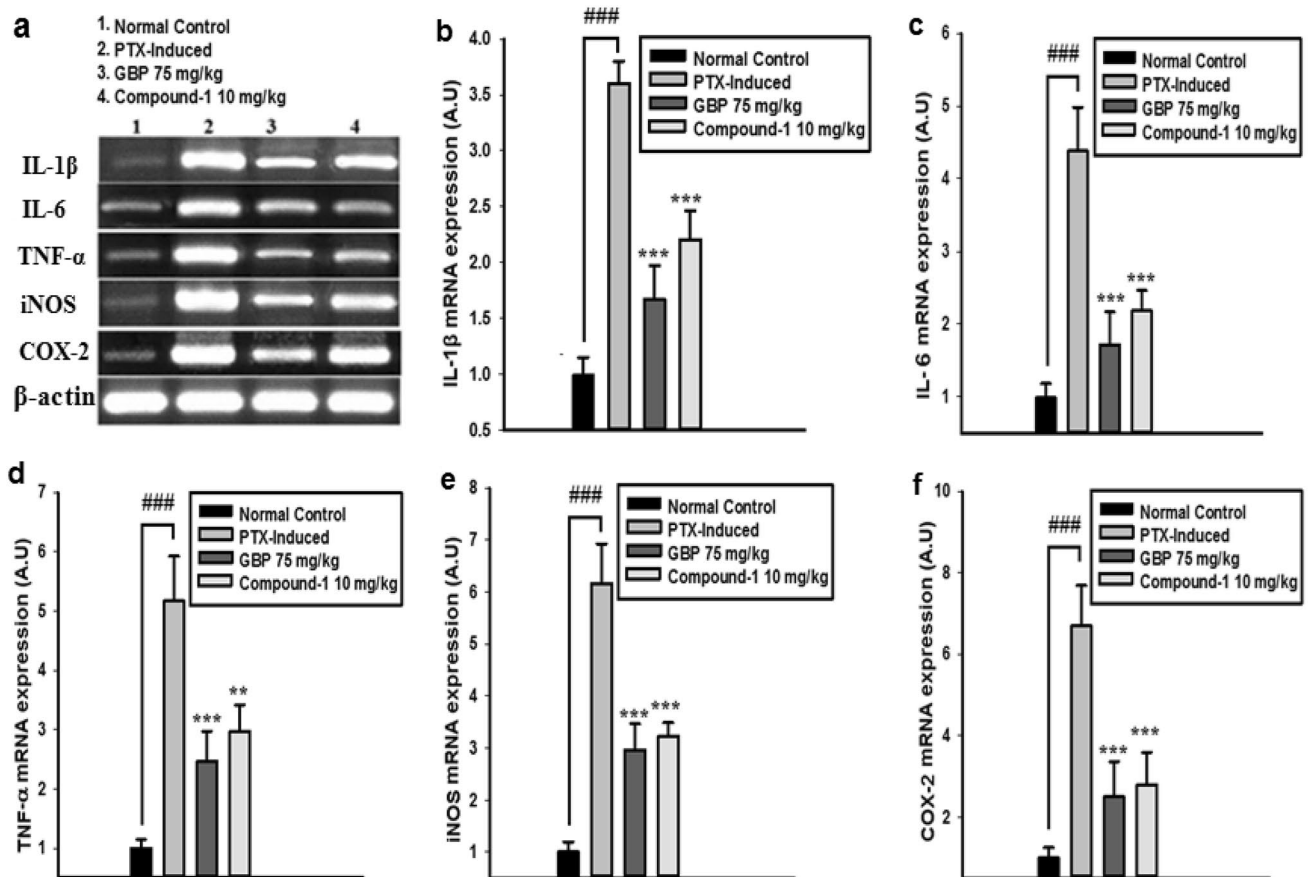 a
1. Normal Control
2. PTX-Induced
3. GBP 75 mg/kg
4. Compound-1 10 mg/kg
1 2 3 4
IL-1β
IL-6
TNF-α
iNOS
COX-2
β-actin
b
IL-1β mRNA expression (A.U)
4.0
3.5
3.0
2.5
2.0
1.5
1.0
0.5
###
***
***
Normal Control
PTX-Induced
GBP 75 mg/kg
Compound-1 10 mg/kg
c
IL- 6 mRNA expression (A.U)
6
5
4
3
2
1
###
***
***
Normal Control
PTX-Induced
GBP 75 mg/kg
Compound-1 10 mg/kg
d
TNF-α mRNA expression (A.U)
7
6
5
4
3
2
1
###
***
**
Normal Control
PTX-Induced
GBP 75 mg/kg
Compound-1 10 mg/kg
e
iNOS mRNA expression (A.U)
8
7
6
5
4
3
2
1
###
***
***
Normal Control
PTX-Induced
GBP 75 mg/kg
Compound-1 10 mg/kg
f
COX-2 mRNA expression (A.U)
10
8
6
4
2
###
***
***
Normal Control
PTX-Induced
GBP 75 mg/kg
Compound-1 10 mg/kg